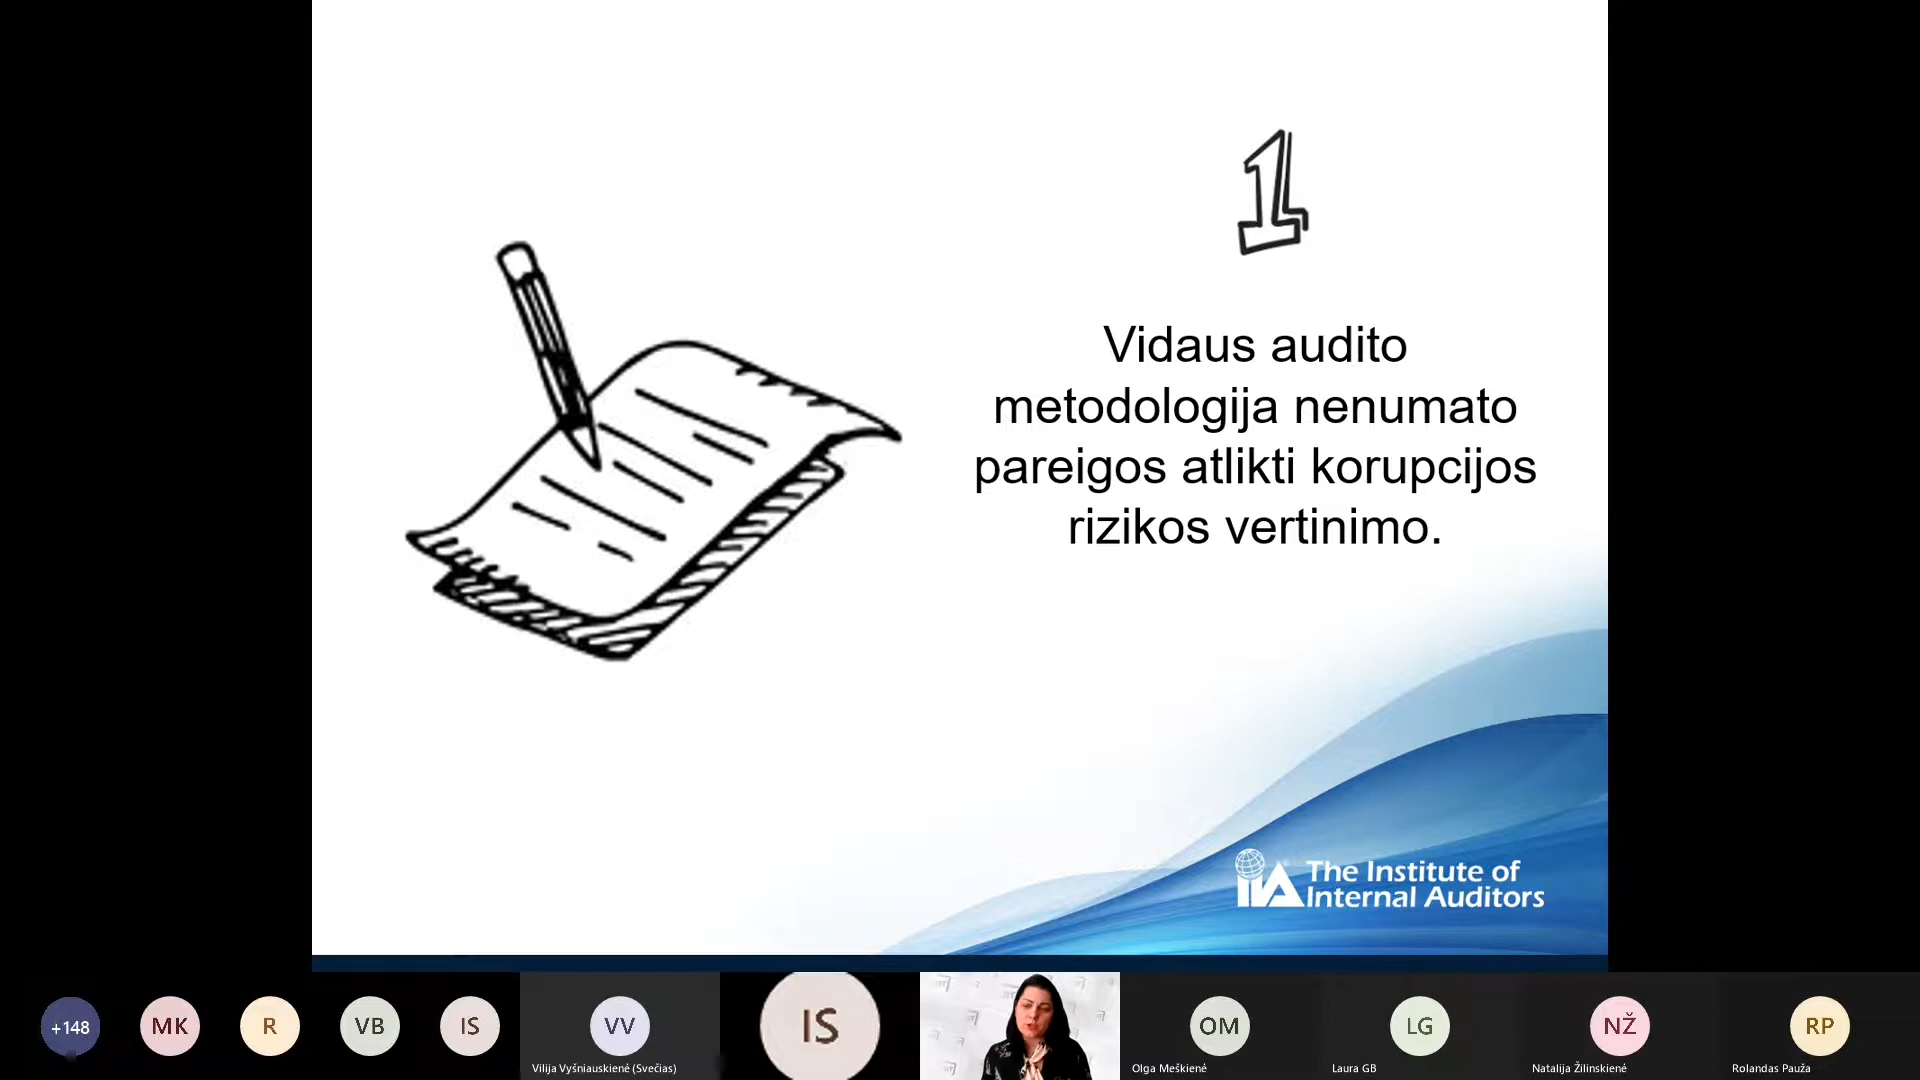 1
Vidaus audito
metodologija nenumato
pareigos atlikti korupcijos
rizikos vertinimo.
IIA The Institute of
Internal Auditors
+148
MK
R
VB
IS
VV
IS
OM
LG
NŽ
RP
Vilija Vyšniauskienė (Svečias)
Olga Meškienė
Laura GB
Natalija Žilinskienė
Rolandas Pauža